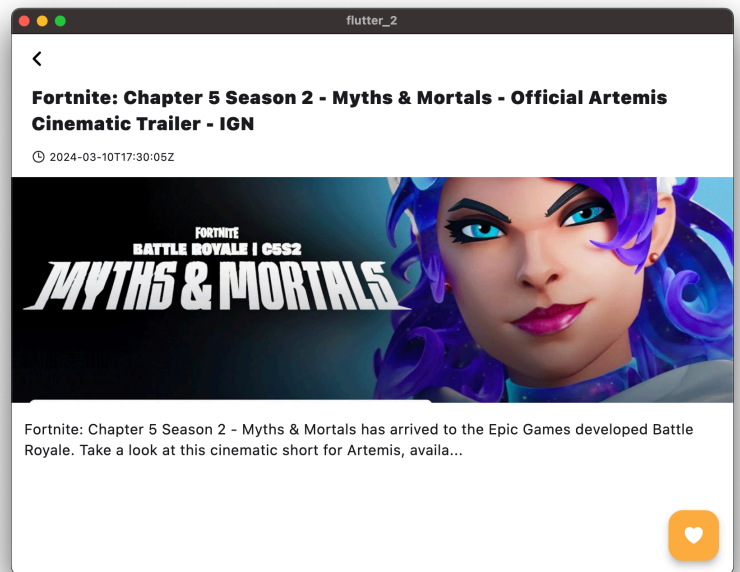 flutter_2
Fortnite: Chapter 5 Season 2 - Myths & Mortals - Official Artemis
Cinematic Trailer - IGN
2024-03-10T17:30:05Z
FORTNITE
BATTLE ROYALE | C5S2
MYTHS & MORTALS
Fortnite: Chapter 5 Season 2 - Myths & Mortals has arrived to the Epic Games developed Battle
Royale. Take a look at this cinematic short for Artemis, availa...